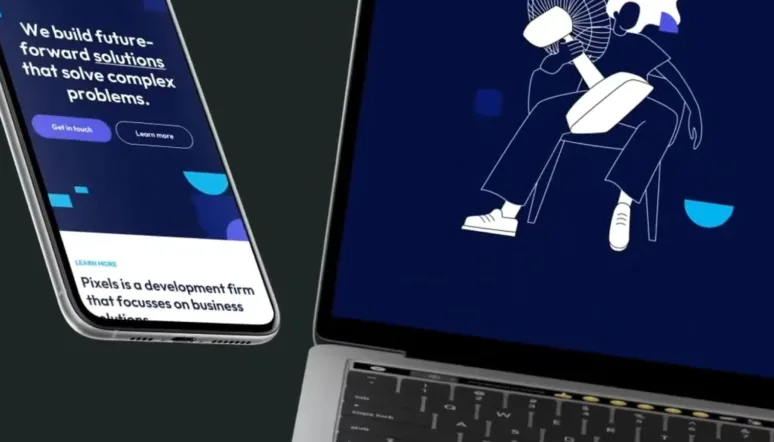 We build future-
forward solutions
that solve complex
problems.
Get in touch
Learn more
LEARN MORE
Pixels is a development firm
that focusses on business
solutions
Q W
A S